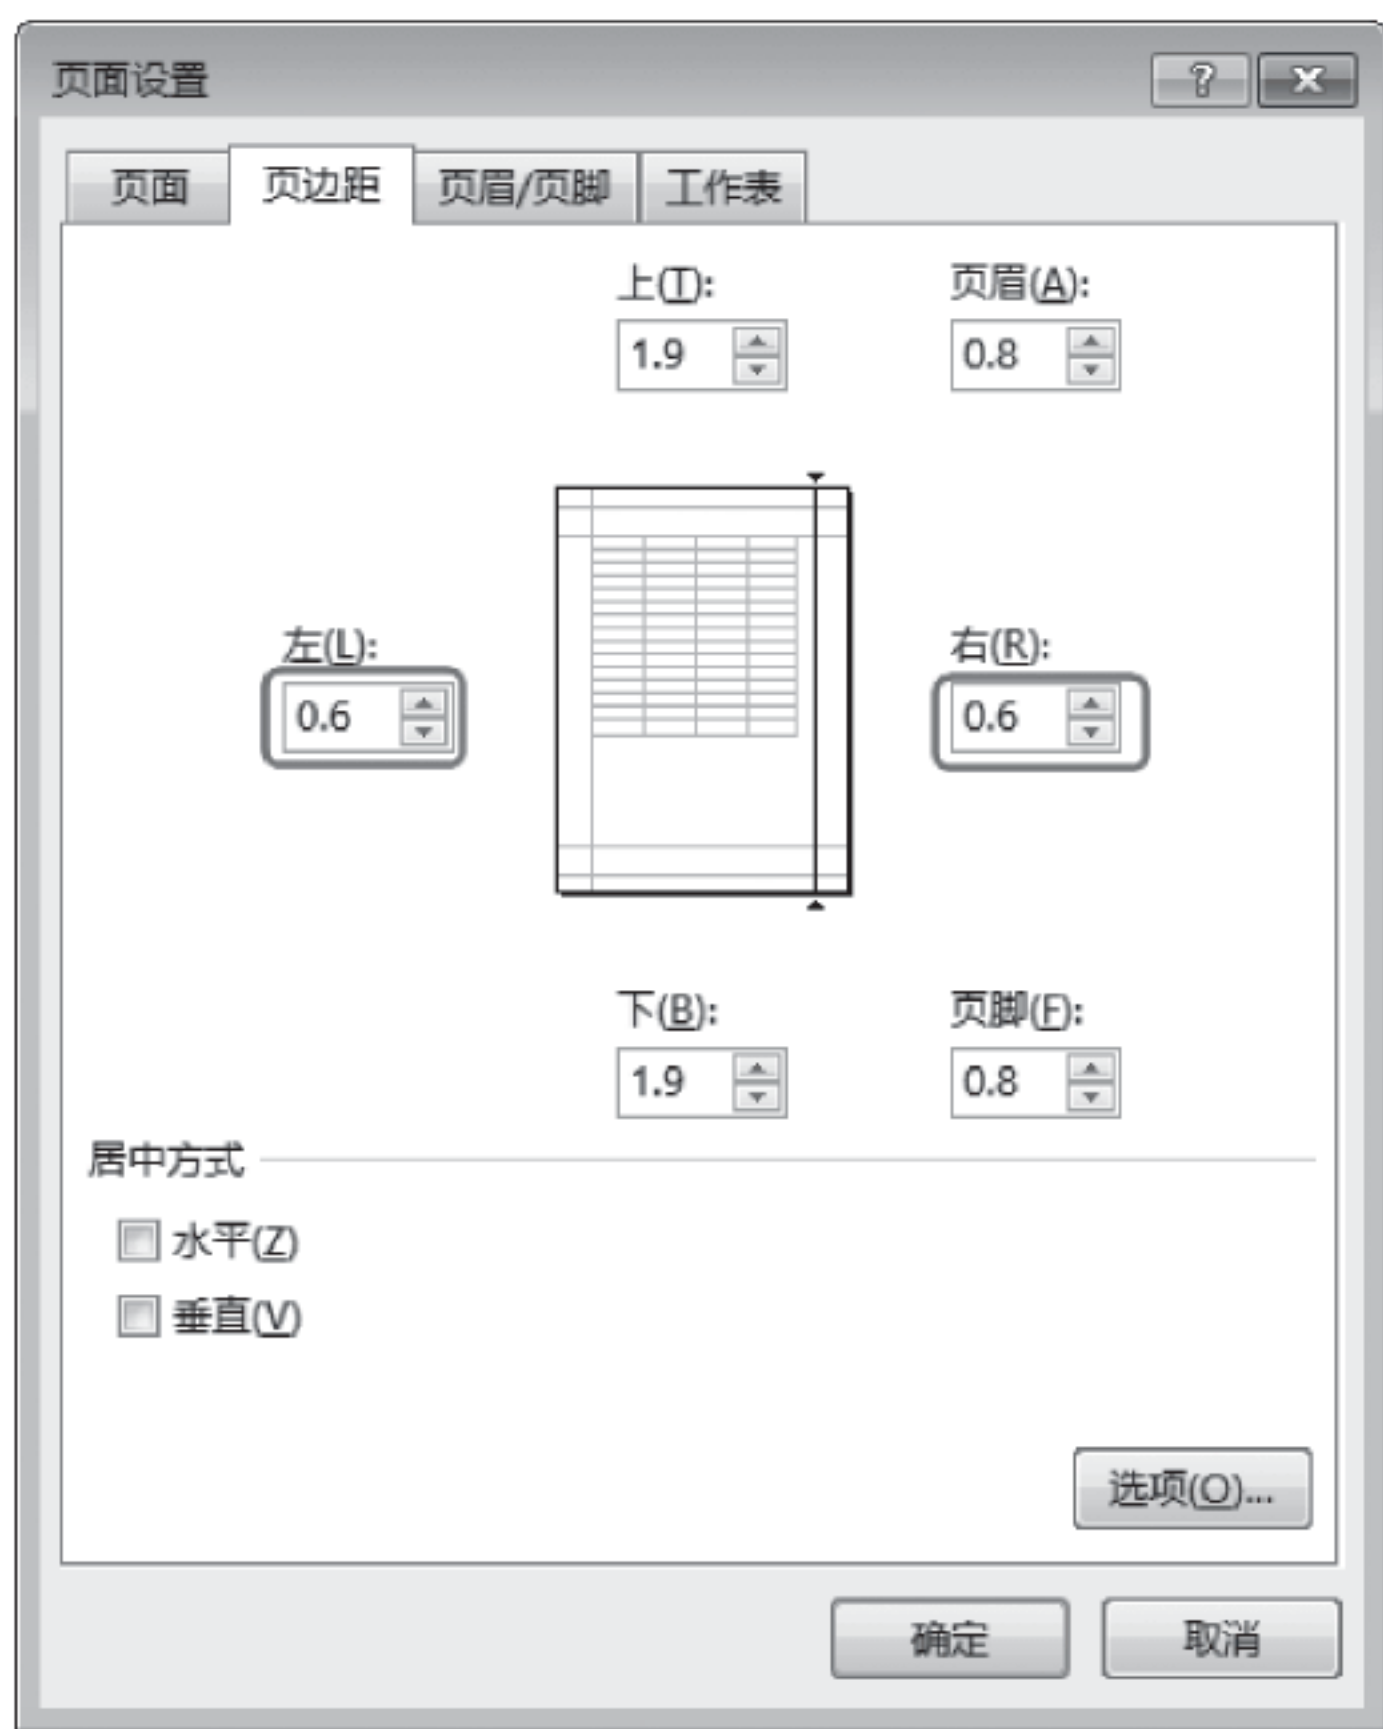 页面设置
页面 页边距 页眉/页脚 工作表
上(T): 页眉(A):
1.9 0.8
左(L): 右(R):
0.6 0.6
下(B): 页脚(F):
1.9 0.8
居中方式
水平(Z)
垂直(V)
选项(O)...
确定 取消